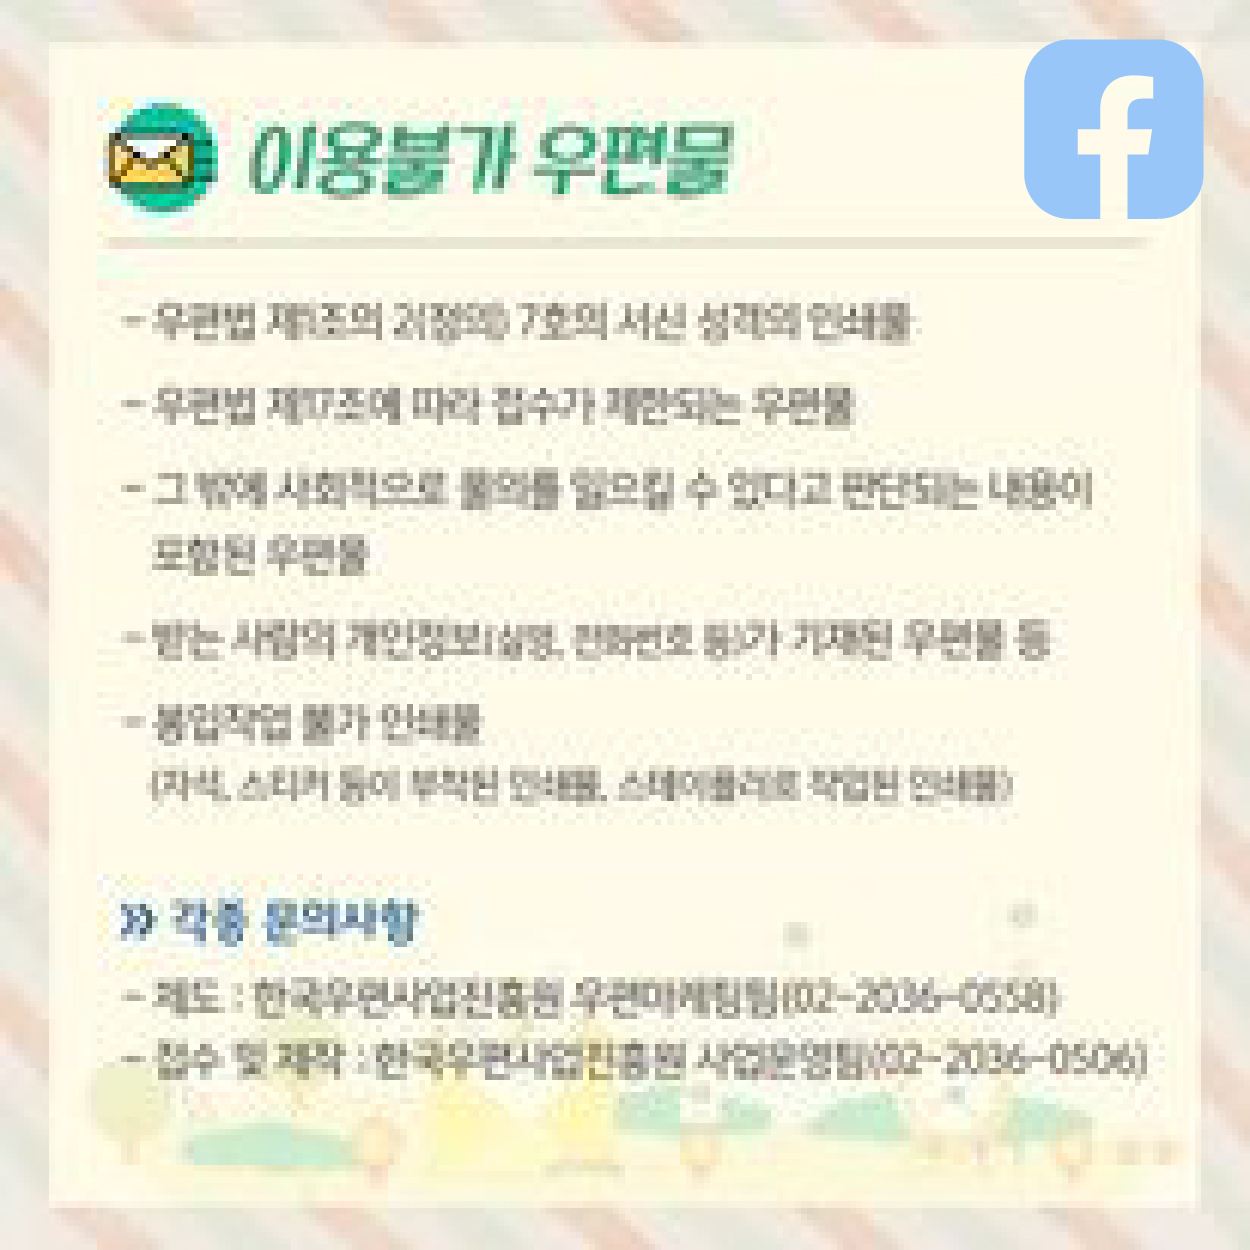 이용불가 우편물
- 우편법 제1조의 2(정의) 7호의 서신 성격의 인쇄물
- 우편법 제17조에 따라 접수가 제한되는 우편물
- 그 밖에 사회적으로 물의를 일으킬 수 있다고 판단되는 내용이
포함된 우편물
- 받는 사람의 개인정보(실명, 전화번호 등)가 기재된 우편물 등
- 봉입작업 불가 인쇄물
(자석, 스티커 등이 부착된 인쇄물, 스테이플러로 작업된 인쇄물)
» 각종 문의사항
- 제도 : 한국우편사업진흥원 우편마케팅팀(02-2036-0558)
- 접수 및 제작 : 한국우편사업진흥원 사업운영팀(02-2036-0506)